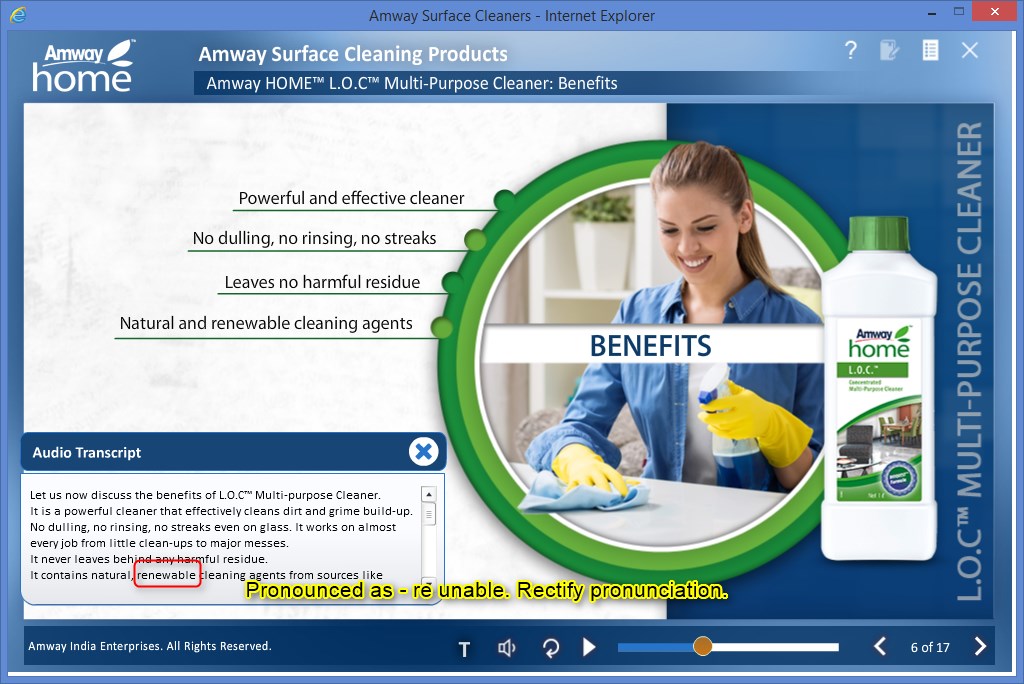 Amway Surface Cleaners - Internet Explorer
Amway™
home
Amway Surface Cleaning Products
Amway HOME™ L.O.C™ Multi-Purpose Cleaner: Benefits
Powerful and effective cleaner
No dulling, no rinsing, no streaks
Leaves no harmful residue
Natural and renewable cleaning agents
BENEFITS
Amway
home
L.O.C.™
Concentrated
Multi-Purpose Cleaner
L.O.C™ MULTI-PURPOSE CLEANER
Audio Transcript
Let us now discuss the benefits of L.O.C™ Multi-purpose Cleaner.
It is a powerful cleaner that effectively cleans dirt and grime build-up.
No dulling, no rinsing, no streaks even on glass. It works on almost
every job from little clean-ups to major messes.
It never leaves behind any harmful residue.
It contains natural, renewable cleaning agents from sources like
Pronounced as - re unable. Rectify pronunciation.
Amway India Enterprises. All Rights Reserved.
T
6 of 17